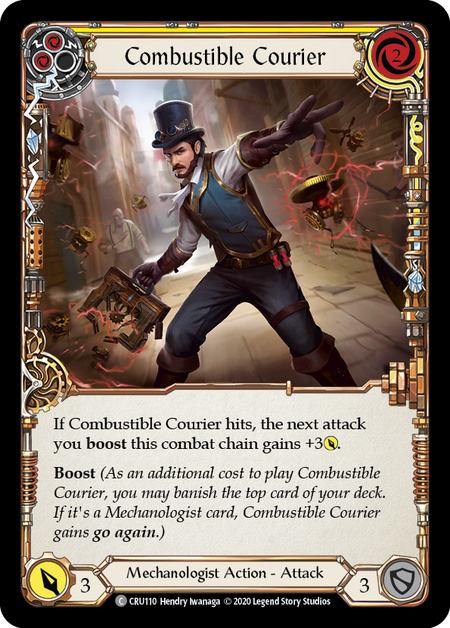 Combustible Courier
2
If Combustible Courier hits, the next attack
you boost this combat chain gains +3.
Boost (As an additional cost to play Combustible
Courier, you may banish the top card of your deck.
If it's a Mechanologist card, Combustible Courier
gains go again.)
3
Mechanologist Action - Attack
3
C CRU110 Hendry Iwanaga © 2020 Legend Story Studios